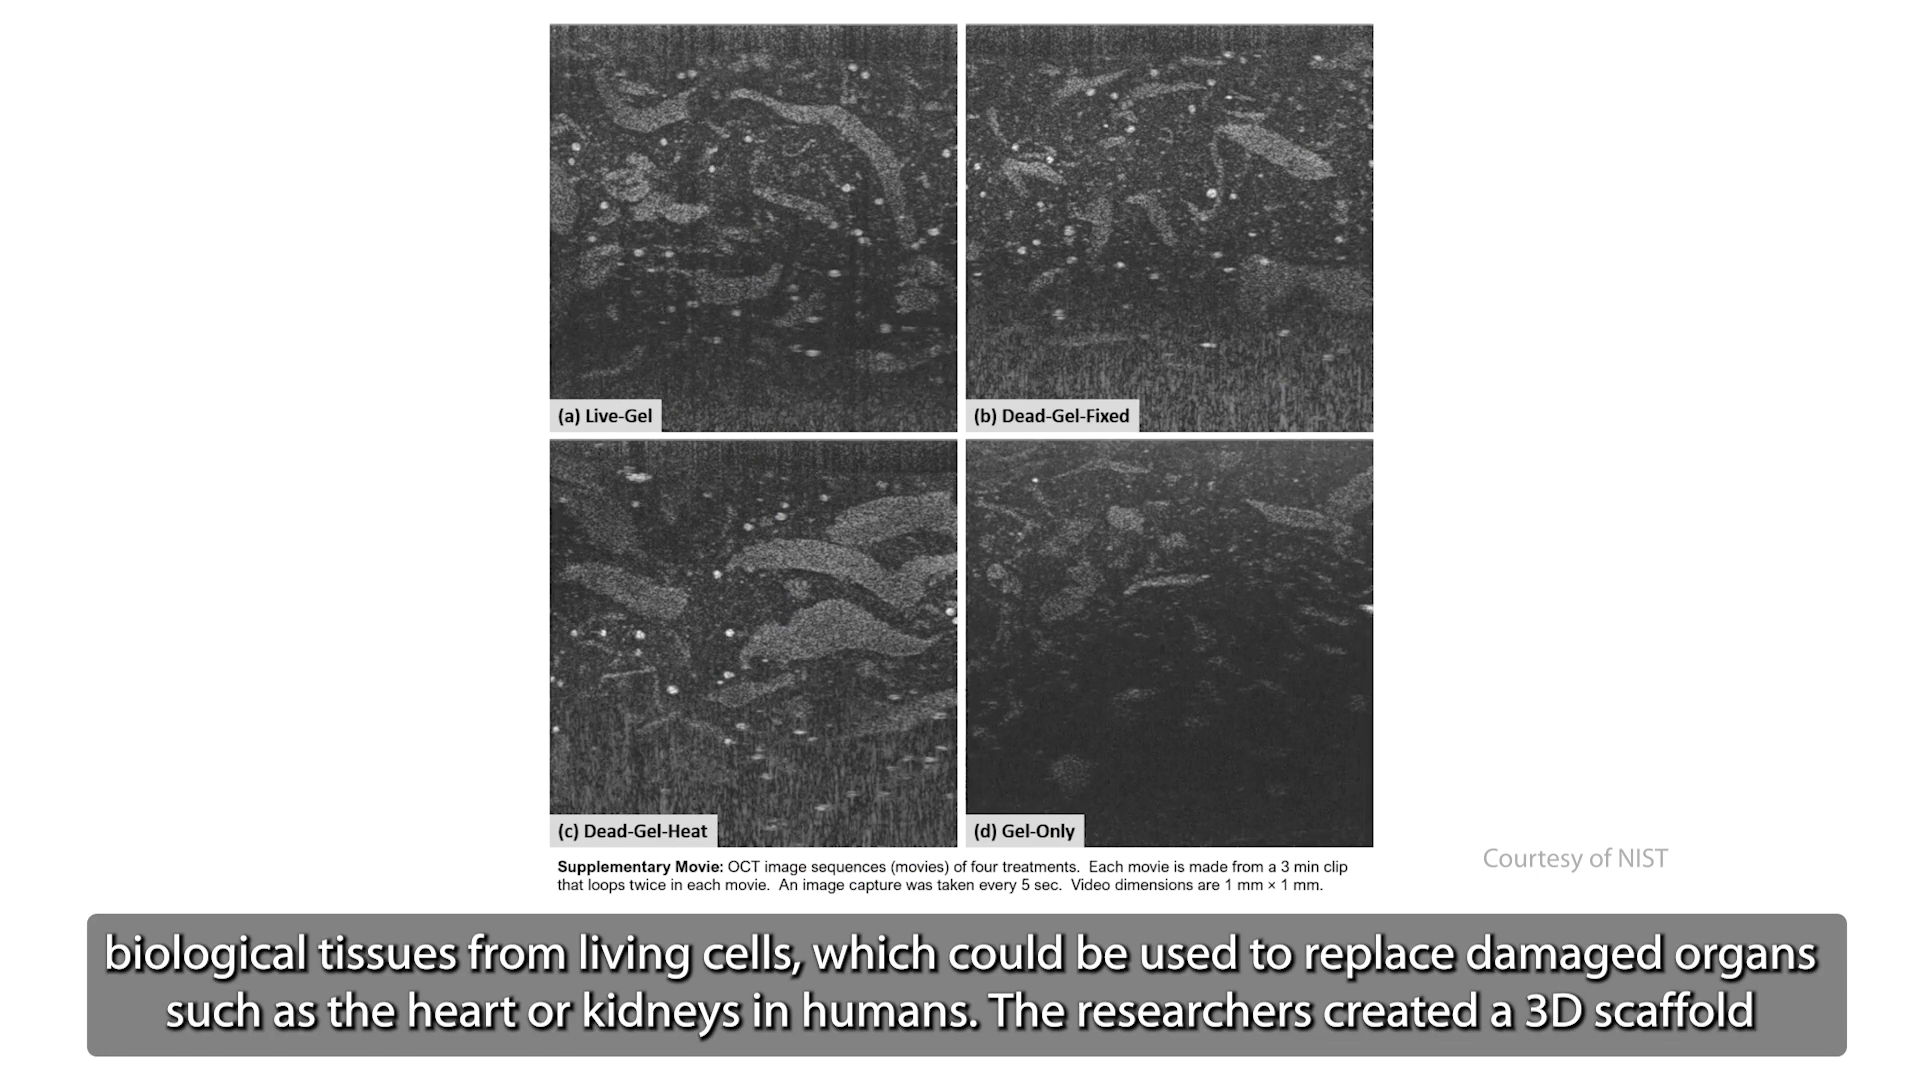 (a) Live-Gel
(b) Dead-Gel-Fixed
(c) Dead-Gel-Heat
(d) Gel-Only
Supplementary Movie: OCT image sequences (movies) of four treatments. Each movie is made from a 3 min clip
that loops twice in each movie. An image capture was taken every 5 sec. Video dimensions are 1 mm × 1 mm.
Courtesy of NIST
biological tissues from living cells, which could be used to replace damaged organs
such as the heart or kidneys in humans. The researchers created a 3D scaffold